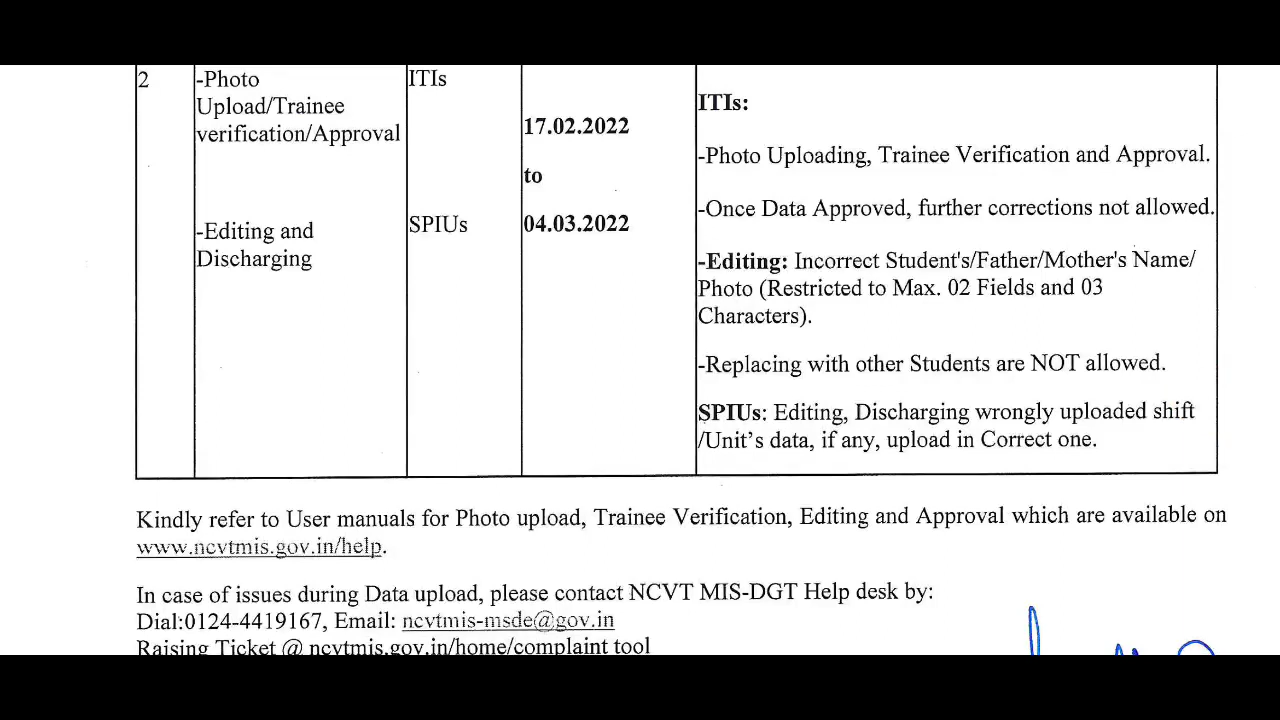 2
-Photo
Upload/Trainee
verification/Approval
-Editing and
Discharging
ITIs
SPIUs
17.02.2022
to
04.03.2022
ITIs:
-Photo Uploading, Trainee Verification and Approval.
-Once Data Approved, further corrections not allowed.
-Editing: Incorrect Student's/Father/Mother's Name/
Photo (Restricted to Max. 02 Fields and 03
Characters).
-Replacing with other Students are NOT allowed.
SPIUs: Editing, Discharging wrongly uploaded shift
/Unit's data, if any, upload in Correct one.
Kindly refer to User manuals for Photo upload, Trainee Verification, Editing and Approval which are available on
www.ncvtmis.gov.in/help.
In case of issues during Data upload, please contact NCVT MIS-DGT Help desk by:
Dial:0124-4419167, Email: ncvtmis-msde@gov.in
Raising Ticket @ ncvtmis.gov.in/home/complaint tool